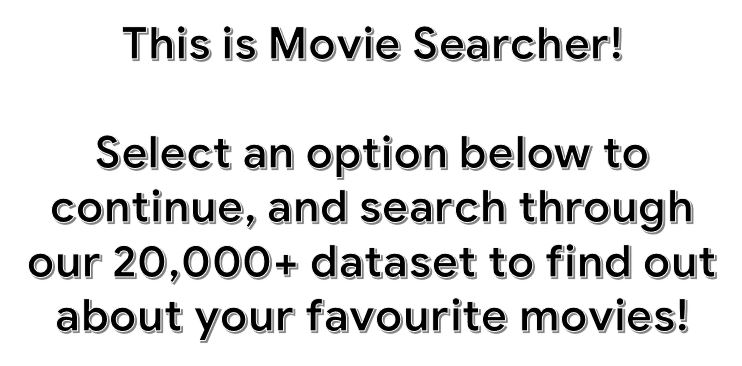 This is Movie Searcher!
Select an option below to
continue, and search through
our 20,000+ dataset to find out
about your favourite movies!